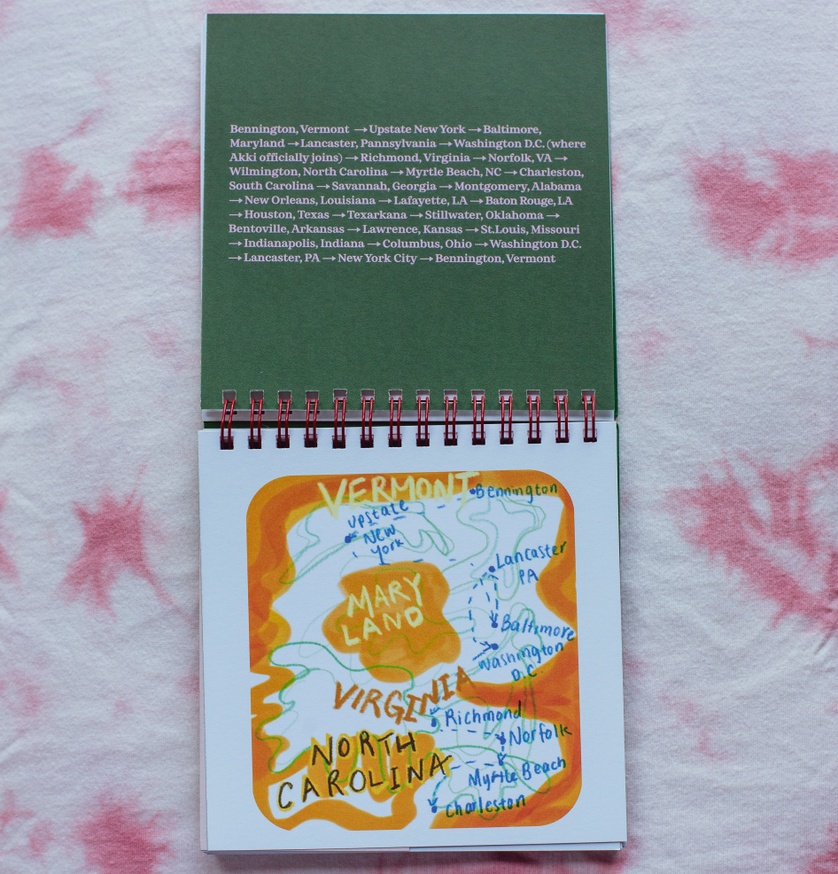 Bennington, Vermont → Upstate New York → Baltimore,
Maryland → Lancaster, Pannsylvania → Washington D.C. (where
Akki officially joins) → Richmond, Virginia → Norfolk, VA →
Wilmington, North Carolina → Myrtle Beach, NC → Charleston,
South Carolina → Savannah, Georgia → Montgomery, Alabama
→ New Orleans, Louisiana → Lafayette, LA → Baton Rouge, LA
→ Houston, Texas → Texarkana → Stillwater, Oklahoma →
Bentoville, Arkansas → Lawrence, Kansas → St.Louis, Missouri
→ Indianapolis, Indiana → Columbus, Ohio → Washington D.C.
→ Lancaster, PA → New York City → Bennington, Vermont
VERMONT
Bennington
Upstate
New
York
Lancaster
PA
MARY
LAND
Baltimore
Washington
D.C.
VIRGINIA
Richmond
Norfolk
NORTH
CAROLINA
Myrtle Beach
Charleston